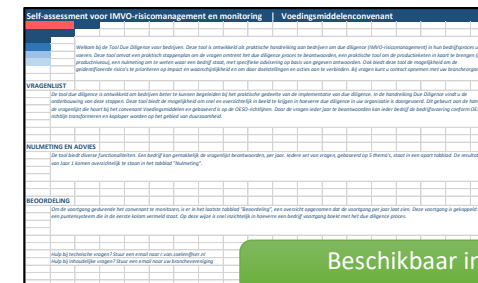 Self-assessment voor IMVO-risicomanagement en monitoring | Voedingsmiddelenconvenant
Welkom bij de Tool Due Diligence voor bedrijven. Deze tool is ontwikkeld als praktische handreiking aan bedrijven om due diligence (IMVO-risicomanagement) in hun bedrijfsproces
voeren. Deze tool omvat een praktisch stappenplan om de vragen omtrent het due diligence proces te beantwoorden, een praktische tool om de productieketen in kaart te brengen
productniveau), een nulmeting om te weten waar een bedrijf staat, met specifieke advisering op basis van gegeven antwoorden. Ook biedt deze tool de mogelijkheid om de
geïdentificeerde risico's te prioriteren op impact en waarschijnlijkheid en om daar doelstellingen en acties aan te verbinden. Bij vragen kunt u contact opnemen met uw
VRAGENLIJST
De tool due diligence is ontwikkeld om bedrijven beter te kunnen begeleiden bij het praktische gedeelte van de implementatie van due diligence. In de handreiking Due Diligence vindt u de
onderbouwing van deze stappen. Deze tool biedt de mogelijkheid om snel en overzichtelijk in beeld te krijgen in hoeverre due diligence in uw organisatie is doorgevoerd. Dit gebeurt aan de
de vragenlijst die hoort bij het convenant Voedingsmiddelen en gebaseerd is op de OESO-richtlijnen. Door de vragen ieder jaar te beantwoorden kan ieder bedrijf de bedrijfsvoering conform
richtlijn transformeren en koploper worden op het gebied van duurzaamheid.
NULMETING EN ADVIES
De tool biedt diverse functionaliteiten. Een bedrijf kan gemakkelijk de vragenlijst beantwoorden, per jaar. Iedere set van vragen, gebaseerd op 5 thema's, staat in een apart tabblad. De
van Jaar 1 komen overzichtelijk te staan in het tabblad "Nulmeting".
BEOORDELING
Om de voortgang gedurende het convenant te monitoren, is er in het laatste tabblad "Beoordeling", een overzicht opgenomen dat de voortgang per jaar laat zien. Deze voortgang is gekoppeld
een puntensysteem die in de eerste kolom vermeld staat. Op deze wijze is snel inzichtelijk in hoeverre een bedrijf voortgang boekt met het due diligence proces.
Hulp bij technische vragen? Stuur een email naar r.van.soelen@ser.nl
Hulp bij inhoudelijke vragen? Stuur een email naar uw branchevereniging
Beschikbaar in